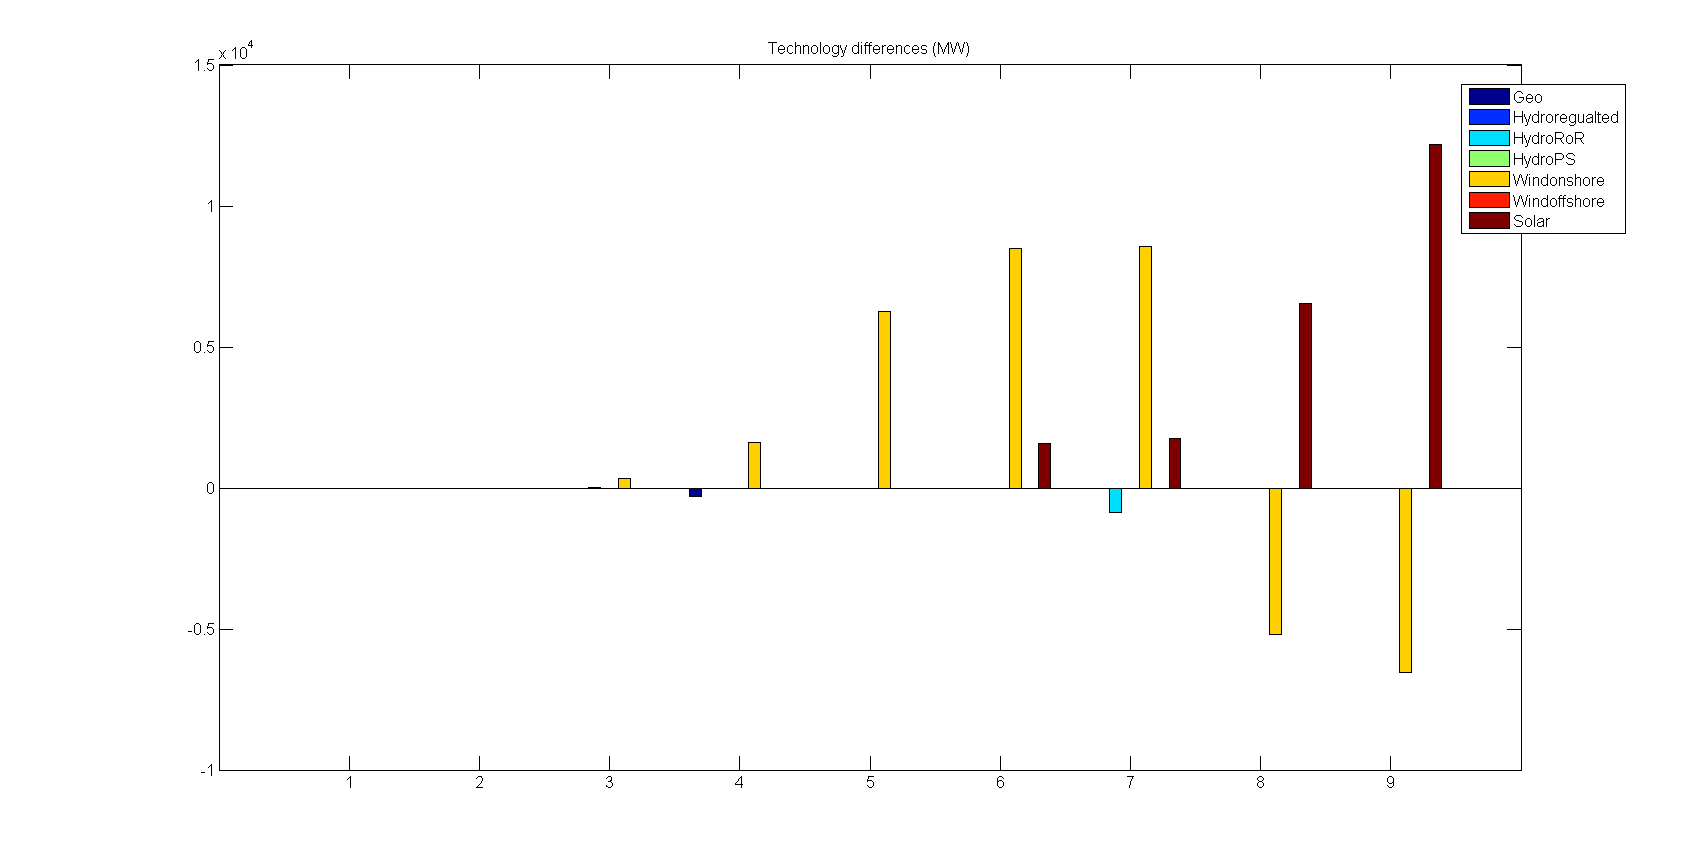 Technology differences (MW)
x 10^4
1.5
1
0.5
0
-0.5
-1
1 2 3 4 5 6 7 8 9
Geo
Hydroregualted
HydroRoR
HydroPS
Windonshore
Windoffshore
Solar